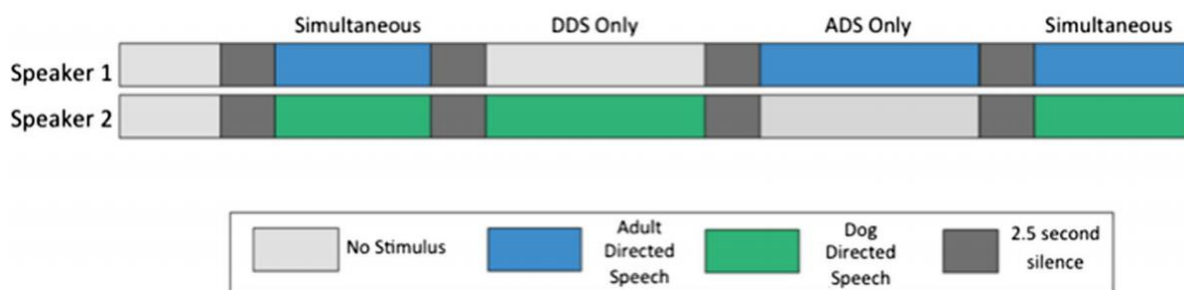 Simultaneous DDS Only ADS Only Simultaneous
Speaker 1
Speaker 2
No Stimulus
Adult
Directed
Speech
Dog
Directed
Speech
2.5 second
silence